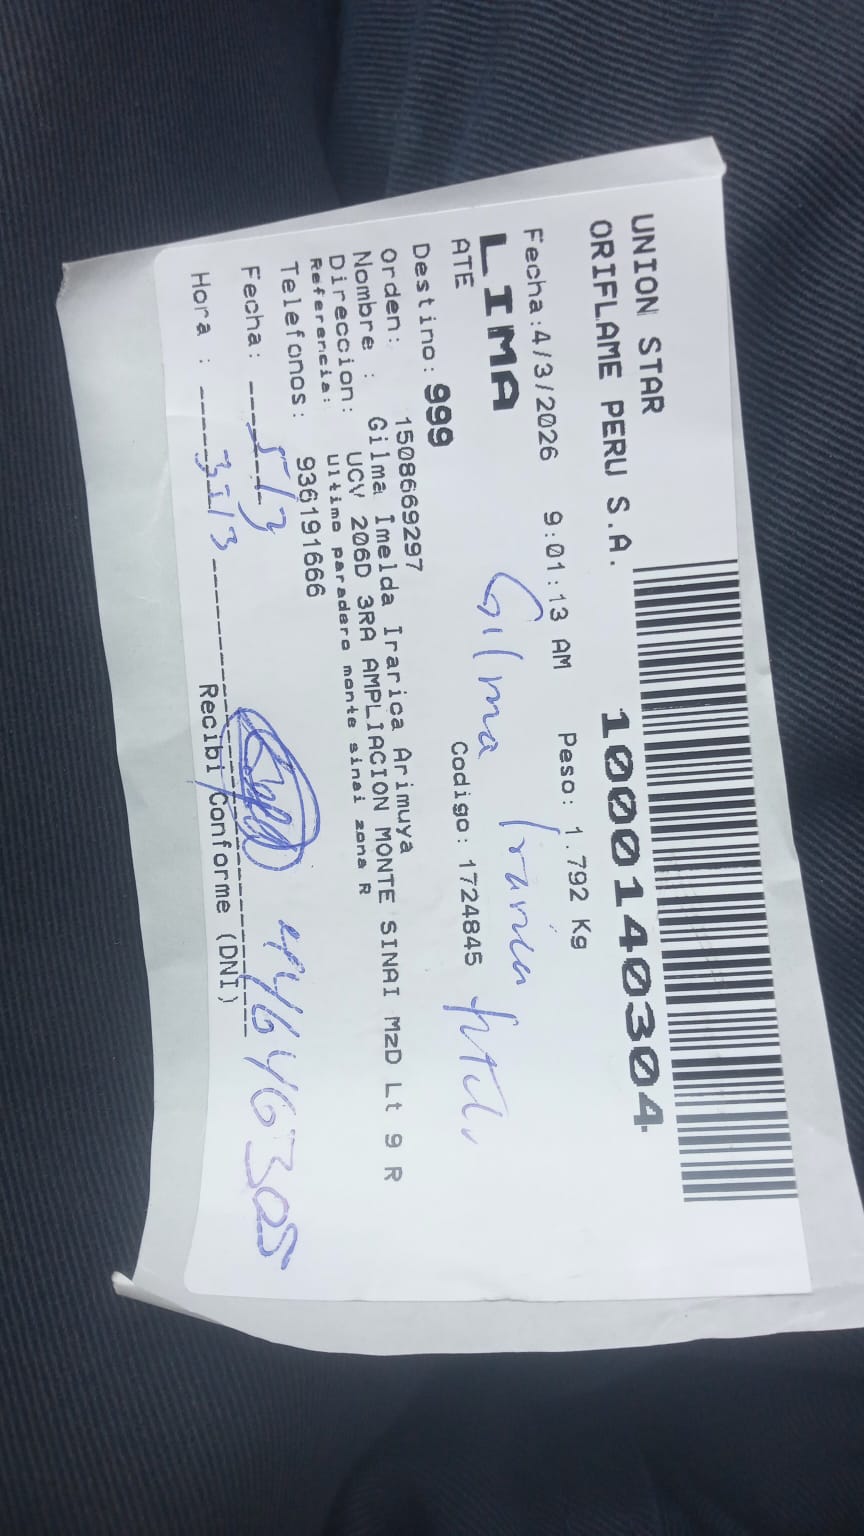 UNION STAR
ORIFLAME PERU S.A.
1000140304
Fecha:4/3/2026 9:01:13 AM Peso: 1.792 Kg
LIMA
Gilma Irarica
ATE
Destino: 999 Codigo: 1724845
Orden: 1508669297
Nombre : Gilma Imelda Irarica Arimuya
Direccion: UCV 206D 3RA AMPLIACION MONTE SINAI MzD Lt 9 R
Referencia: Ultimo paradero monte sinai zona R
Telefonos: 936191666
Fecha: 5/3
Hora : 3:13
Recibi Conforme (DNI)